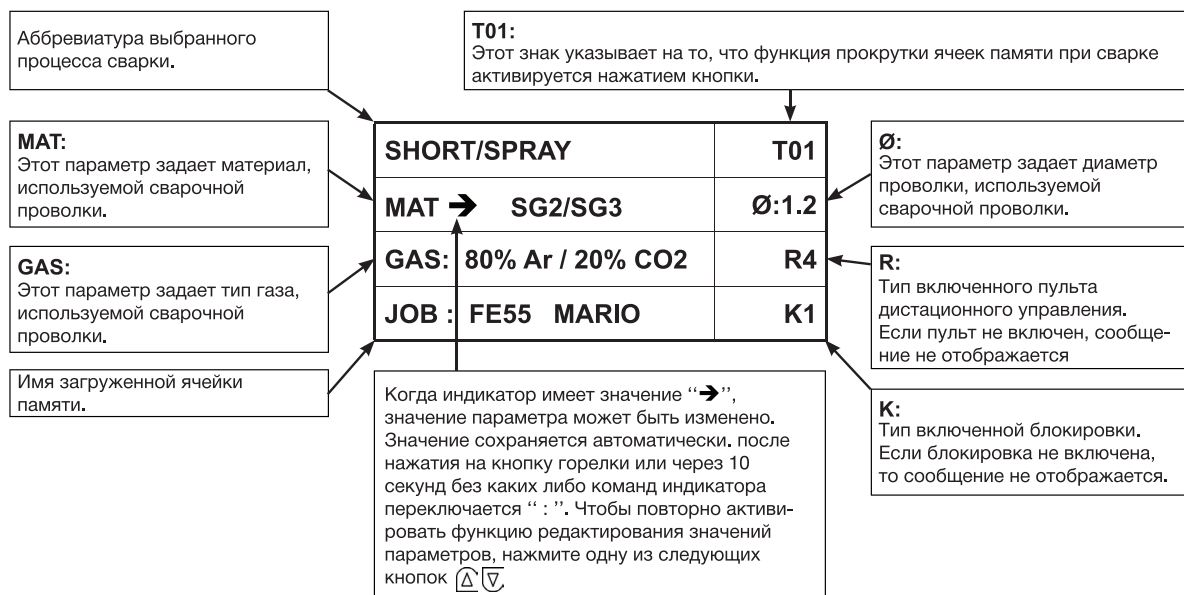 Аббревиатура выбранного
процесса сварки.
T01:
Этот знак указывает на то, что функция прокрутки ячеек памяти при сварке
активируется нажатием кнопки.
MAT:
Этот параметр задает материал,
используемой сварочной
проволки.
GAS:
Этот параметр задает тип газа,
используемой сварочной
проволки.
Имя загруженной ячейки
памяти.
SHORT/SPRAY T01
MAT ➔ SG2/SG3 Ø:1.2
GAS: 80% Ar / 20% CO2 R4
JOB : FE55 MARIO K1
Ø:
Этот параметр задает диаметр
проволки, используемой
сварочной проволки.
R:
Тип включенного пульта
дистационного управления.
Если пульт не включен, сообще-
ние не отображается
K:
Тип включенной блокировки.
Если блокировка не включена,
то сообщение не отображается.
Когда индикатор имеет значение ‘‘➔’’,
значение параметра может быть изменено.
Значение сохраняется автоматически. после
нажатия на кнопку горелки или через 10
секунд без каких либо команд индикатора
переключается ‘‘ : ’’. Чтобы повторно активи-
ровать функцию редактирования значений
параметров, нажмите одну из следующих
кнопок